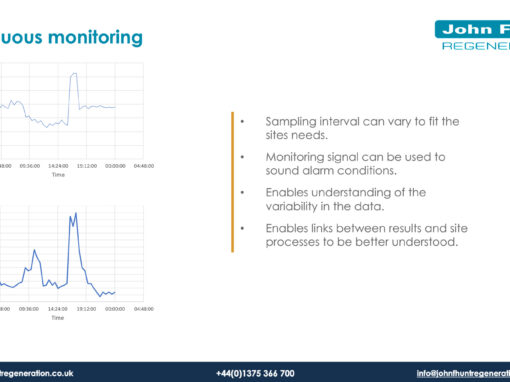 uous monitoring
John F
REGENE
48:00 09:36:00 14:24:00 19:12:00 00:00:00 04:48:00
Time
8:00 09:36:00 14:24:00 19:12:00 00:00:00 04:48:00
Time
• Sampling interval can vary to fit the
sites needs.
• Monitoring signal can be used to
sound alarm conditions.
• Enables understanding of the
variability in the data.
• Enables links between results and site
processes to be better understood.
tregeneration.co.uk
+44(0)1375 366 700
info@johnfhuntregenerati